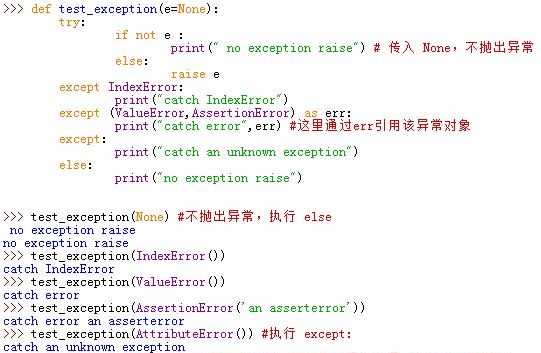 >>> def test_exception(e=None):
try:
if not e :
print(" no exception raise") # 传入 None，不抛出异常
else:
raise e
except IndexError:
print("catch IndexError")
except (ValueError,AssertionError) as err:
print("catch error",err) #这里通过err引用该异常对象
except:
print("catch an unknown exception")
else:
print("no exception raise")
>>> test_exception(None) #不抛出异常，执行 else
no exception raise
no exception raise
>>> test_exception(IndexError())
catch IndexError
>>> test_exception(ValueError())
catch error
>>> test_exception(AssertionError('an asserterror'))
catch error an asserterror
>>> test_exception(AttributeError()) #执行 except:
catch an unknown exception